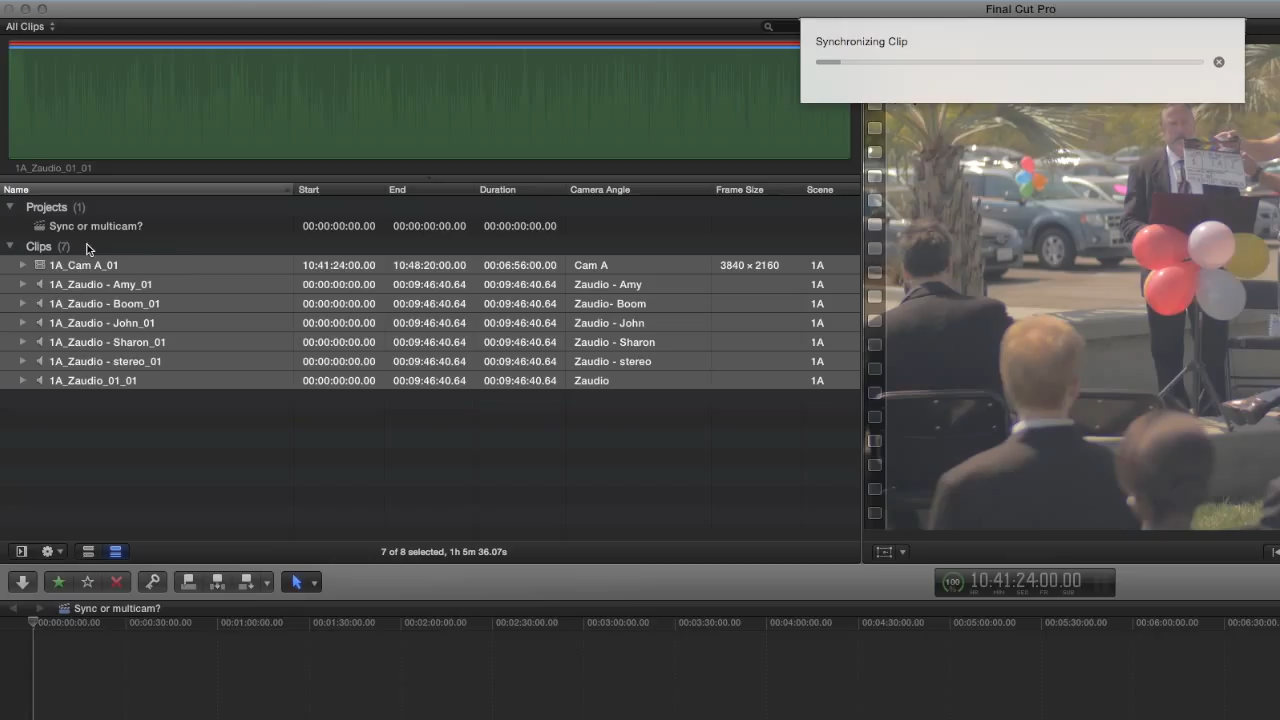 Final Cut Pro
All Clips
Synchronizing Clip
1A_Zaudio_01_01
Name Start End Duration Camera Angle Frame Size Scene
Projects (1)
Sync or multicam? 00:00:00:00.00 00:00:00:00.00 00:00:00:00.00
Clips (7)
1A_Cam A_01 10:41:24:00.00 10:48:20:00.00 00:06:56:00.00 Cam A 3840 × 2160 1A
1A_Zaudio - Amy_01 00:00:00:00.00 00:09:46:40.64 00:09:46:40.64 Zaudio - Amy 1A
1A_Zaudio - Boom_01 00:00:00:00.00 00:09:46:40.64 00:09:46:40.64 Zaudio- Boom 1A
1A_Zaudio - John_01 00:00:00:00.00 00:09:46:40.64 00:09:46:40.64 Zaudio - John 1A
1A_Zaudio - Sharon_01 00:00:00:00.00 00:09:46:40.64 00:09:46:40.64 Zaudio - Sharon 1A
1A_Zaudio - stereo_01 00:00:00:00.00 00:09:46:40.64 00:09:46:40.64 Zaudio - stereo 1A
1A_Zaudio_01_01 00:00:00:00.00 00:09:46:40.64 00:09:46:40.64 Zaudio 1A
7 of 8 selected, 1h 5m 36.07s
100 10:41:24:00.00
% HR MIN SEC FR SUB
Sync or multicam?
00:00:00:00.00 00:00:30:00.00 00:01:00:00.00 00:01:30:00.00 00:02:00:00.00 00:02:30:00.00 00:03:00:00.00 00:03:30:00.00 00:04:00:00.00 00:04:30:00.00 00:05:00:00.00 00:05:30:00.00 00:06:00:00.00 00:06:30:00.